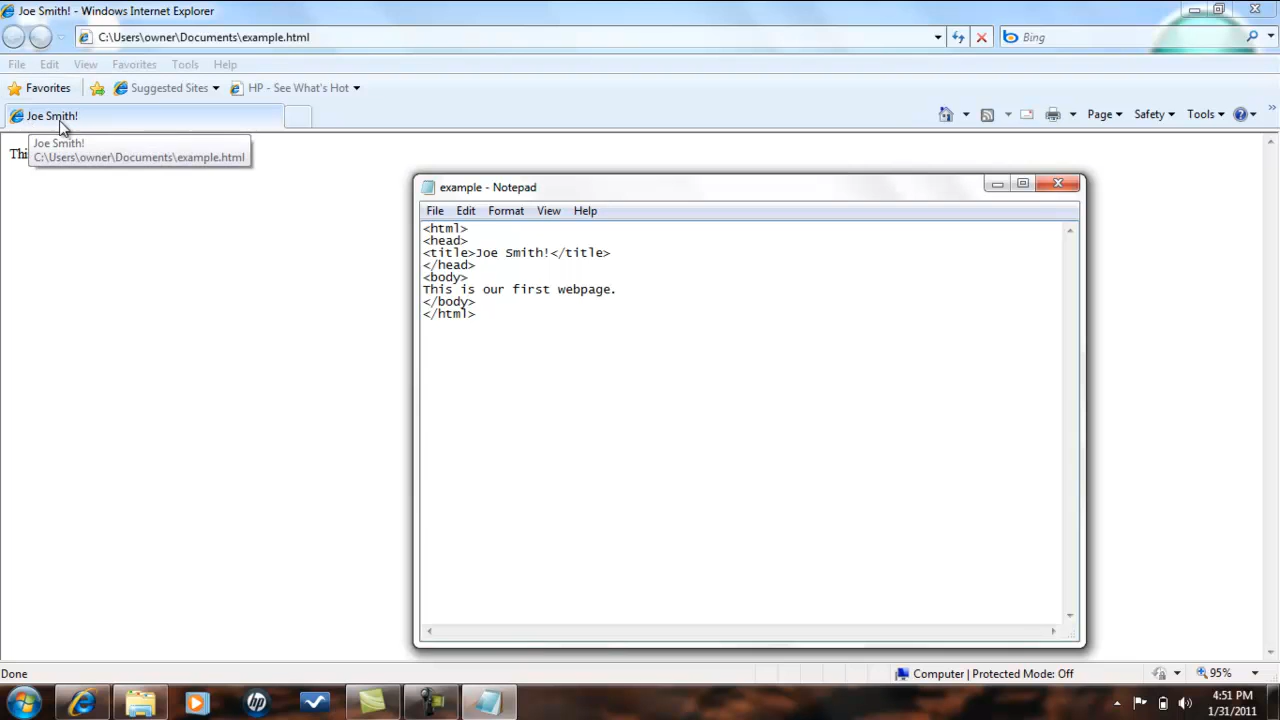 Joe Smith! - Windows Internet Explorer
C:\Users\owner\Documents\example.html
Bing
File Edit View Favorites Tools Help
Favorites Suggested Sites HP - See What's Hot
Joe Smith!
Page Safety Tools
Thi
Joe Smith!
C:\Users\owner\Documents\example.html
example - Notepad
File Edit Format View Help
<html>
<head>
<title>Joe Smith!</title>
</head>
<body>
This is our first webpage.
</body>
</html>
Done
Computer | Protected Mode: Off
95%
hp
4:51 PM
1/31/2011